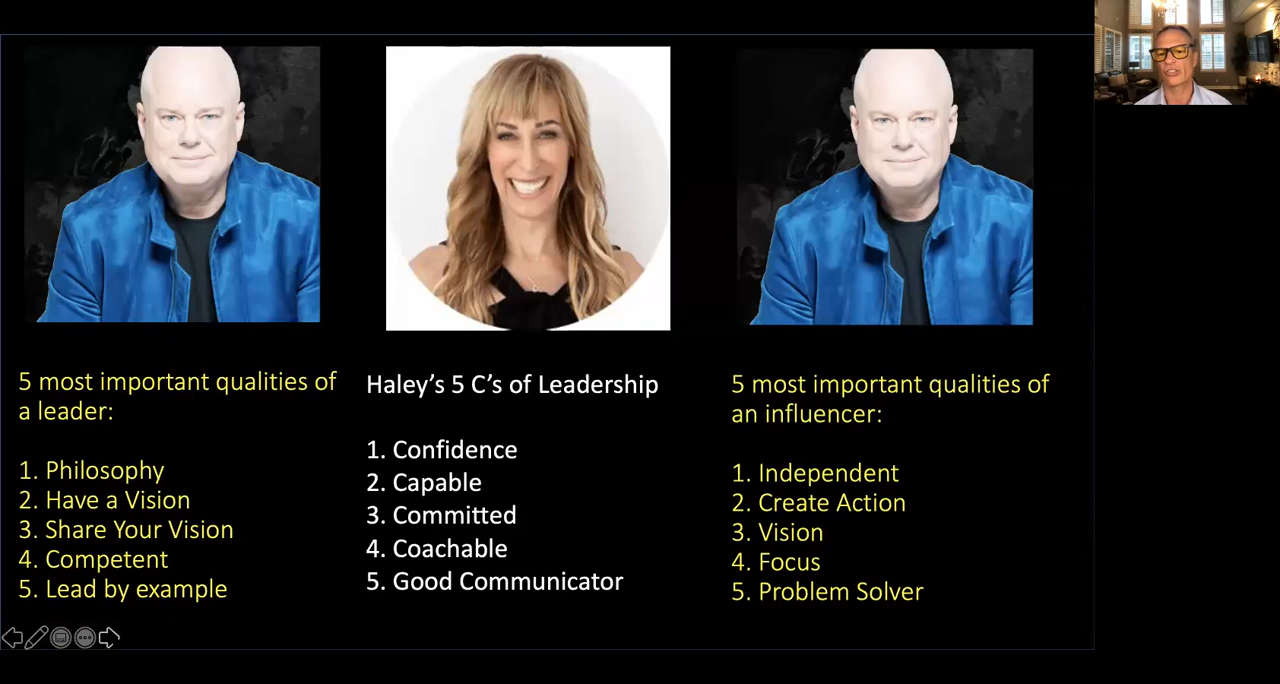 5 most important qualities of
a leader:
1. Philosophy
2. Have a Vision
3. Share Your Vision
4. Competent
5. Lead by example
Haley’s 5 C’s of Leadership
1. Confidence
2. Capable
3. Committed
4. Coachable
5. Good Communicator
5 most important qualities of
an influencer:
1. Independent
2. Create Action
3. Vision
4. Focus
5. Problem Solver